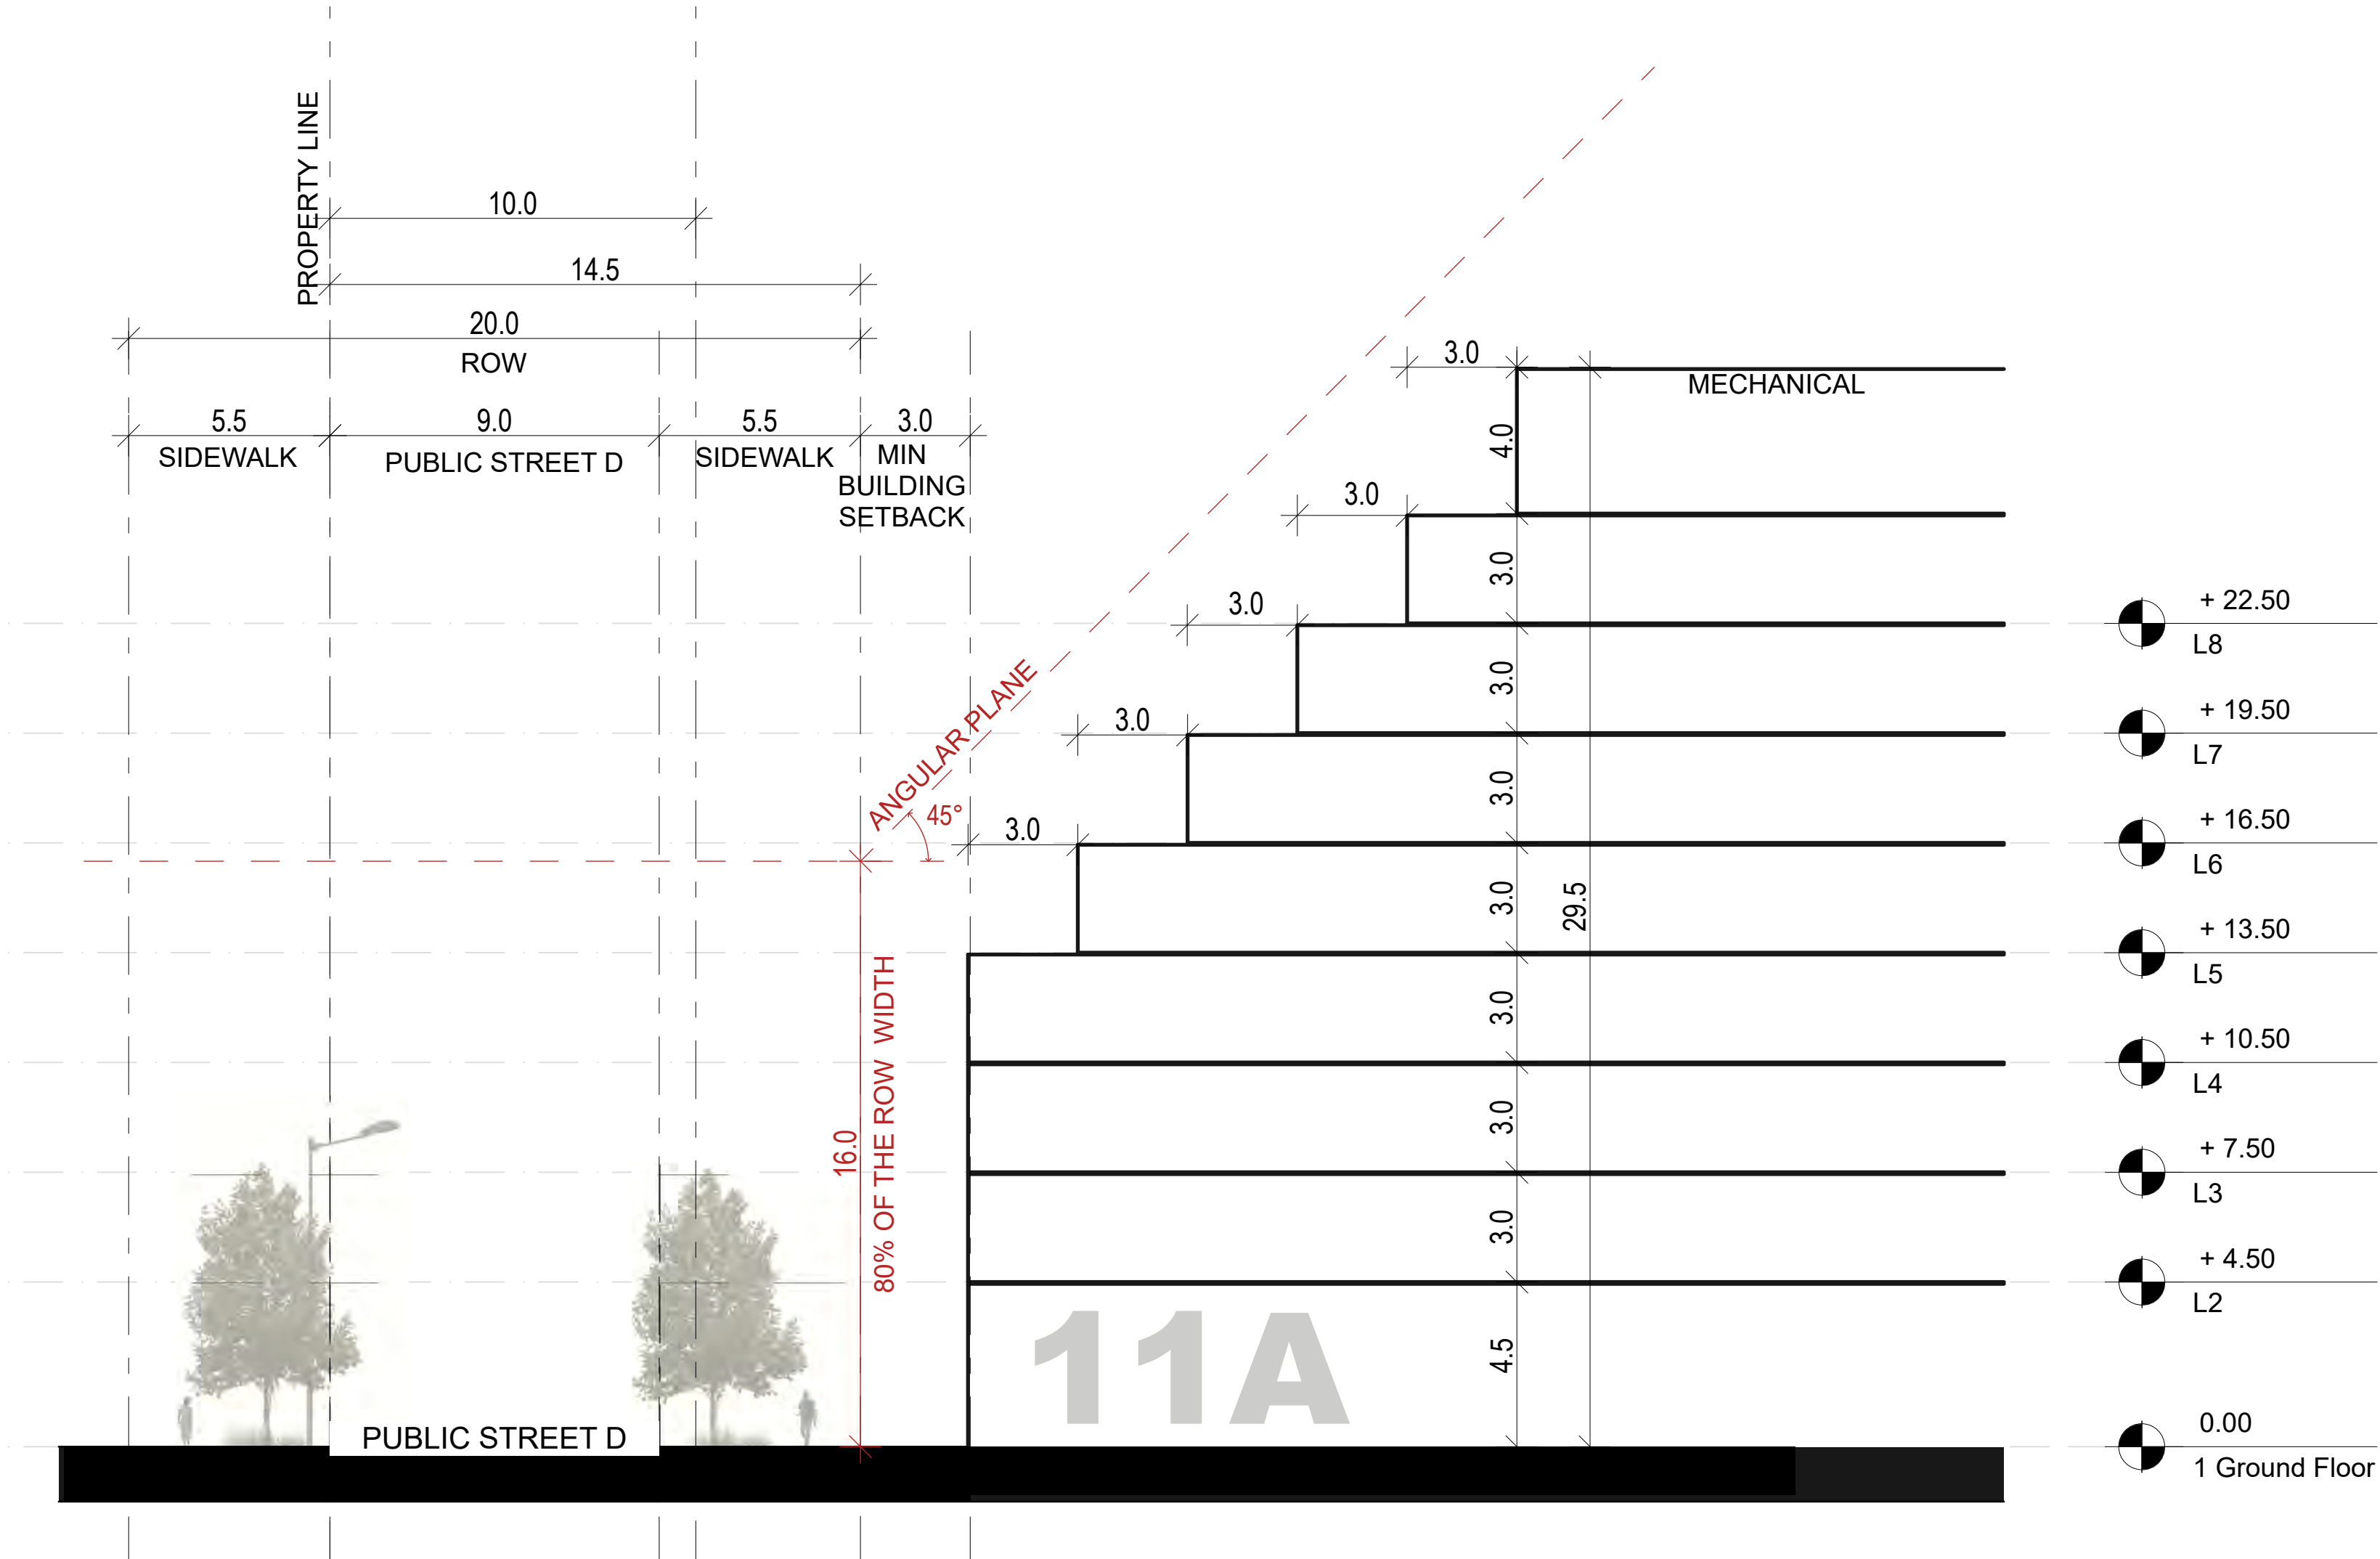 PROPERTY LINE
10.0
14.5
20.0
ROW
5.5
9.0
5.5
3.0
SIDEWALK
PUBLIC STREET D
SIDEWALK
MIN
BUILDING
SETBACK
3.0
MECHANICAL
4.0
3.0
3.0
3.0
+ 22.50
L8
3.0
3.0
+ 19.50
L7
3.0
ANGULAR PLANE
45°
3.0
+ 16.50
L6
3.0
29.5
+ 13.50
L5
3.0
+ 10.50
L4
16.0
80% OF THE ROW WIDTH
3.0
+ 7.50
L3
3.0
+ 4.50
L2
11A
4.5
PUBLIC STREET D
0.00
1 Ground Floor